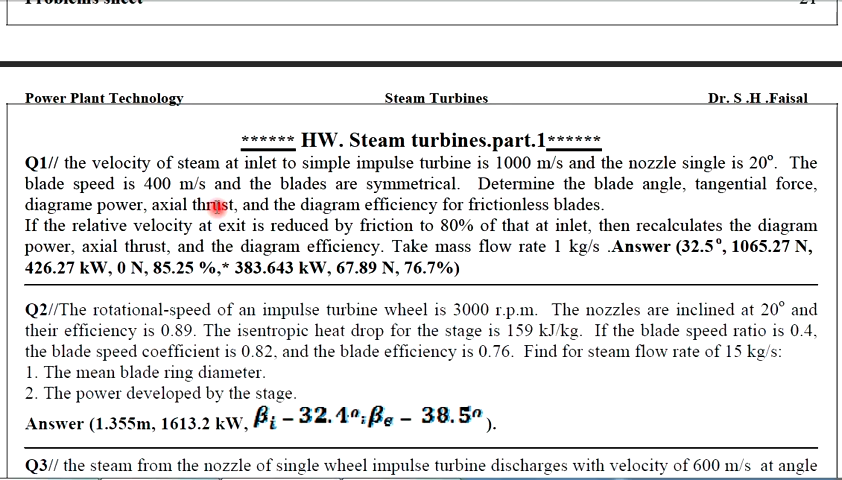 Power Plant Technology Steam Turbines Dr. S .H .Faisal
****** HW. Steam turbines.part.1******
Q1// the velocity of steam at inlet to simple impulse turbine is 1000 m/s and the nozzle single is 20°. The
blade speed is 400 m/s and the blades are symmetrical. Determine the blade angle, tangential force,
diagrame power, axial thrust, and the diagram efficiency for frictionless blades.
If the relative velocity at exit is reduced by friction to 80% of that at inlet, then recalculates the diagram
power, axial thrust, and the diagram efficiency. Take mass flow rate 1 kg/s .Answer (32.5°, 1065.27 N,
426.27 kW, 0 N, 85.25 %,* 383.643 kW, 67.89 N, 76.7%)
Q2//The rotational-speed of an impulse turbine wheel is 3000 r.p.m. The nozzles are inclined at 20° and
their efficiency is 0.89. The isentropic heat drop for the stage is 159 kJ/kg. If the blade speed ratio is 0.4,
the blade speed coefficient is 0.82, and the blade efficiency is 0.76. Find for steam flow rate of 15 kg/s:
1. The mean blade ring diameter.
2. The power developed by the stage.
Answer (1.355m, 1613.2 kW, βi – 32.4°; βe – 38.5° ).
Q3// the steam from the nozzle of single wheel impulse turbine discharges with velocity of 600 m/s at angle